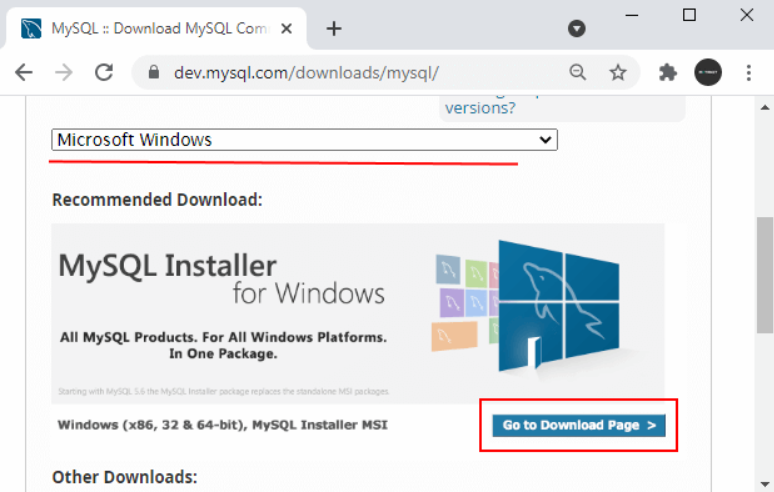 MySQL :: Download MySQL Com
dev.mysql.com/downloads/mysql/
versions?
Microsoft Windows
Recommended Download:
MySQL Installer
for Windows
All MySQL Products. For All Windows Platforms.
In One Package.
Starting with MySQL 5.6 the MySQL Installer package replaces the standalone MSI packages.
Windows (x86, 32 & 64-bit), MySQL Installer MSI
Go to Download Page >
Other Downloads: